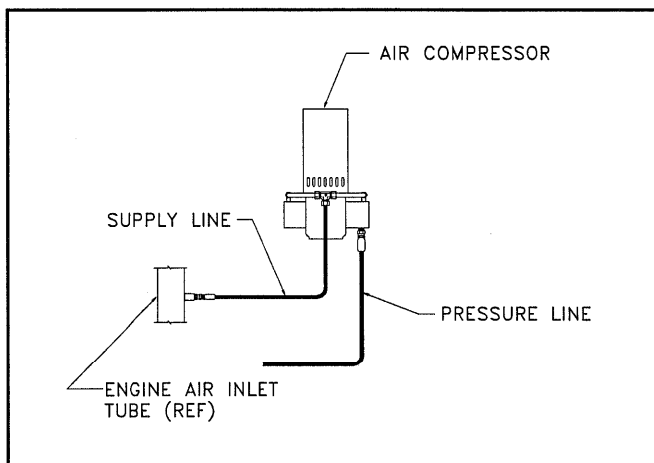 AIR COMPRESSOR
SUPPLY LINE
PRESSURE LINE
ENGINE AIR INLET
TUBE (REF)